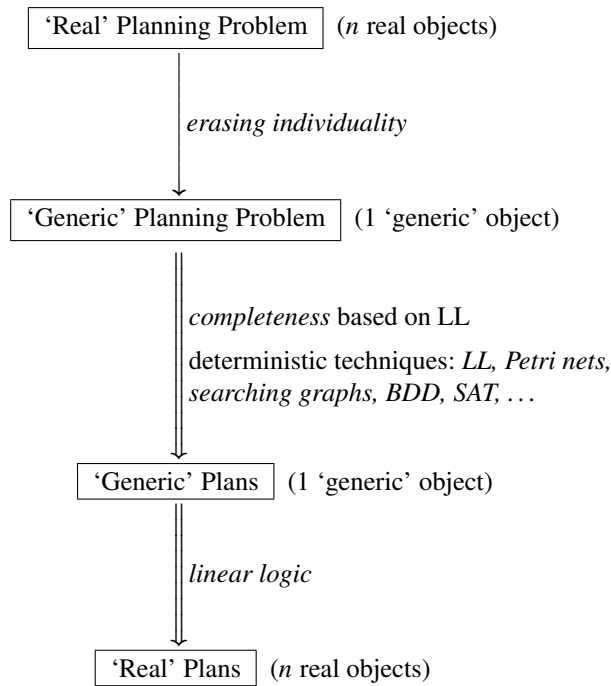 ‘Real’ Planning Problem (n real objects)
erasing individuality
‘Generic’ Planning Problem (1 ‘generic’ object)
completeness based on LL
deterministic techniques: LL, Petri nets,
searching graphs, BDD, SAT, . . .
‘Generic’ Plans (1 ‘generic’ object)
linear logic
‘Real’ Plans (n real objects)